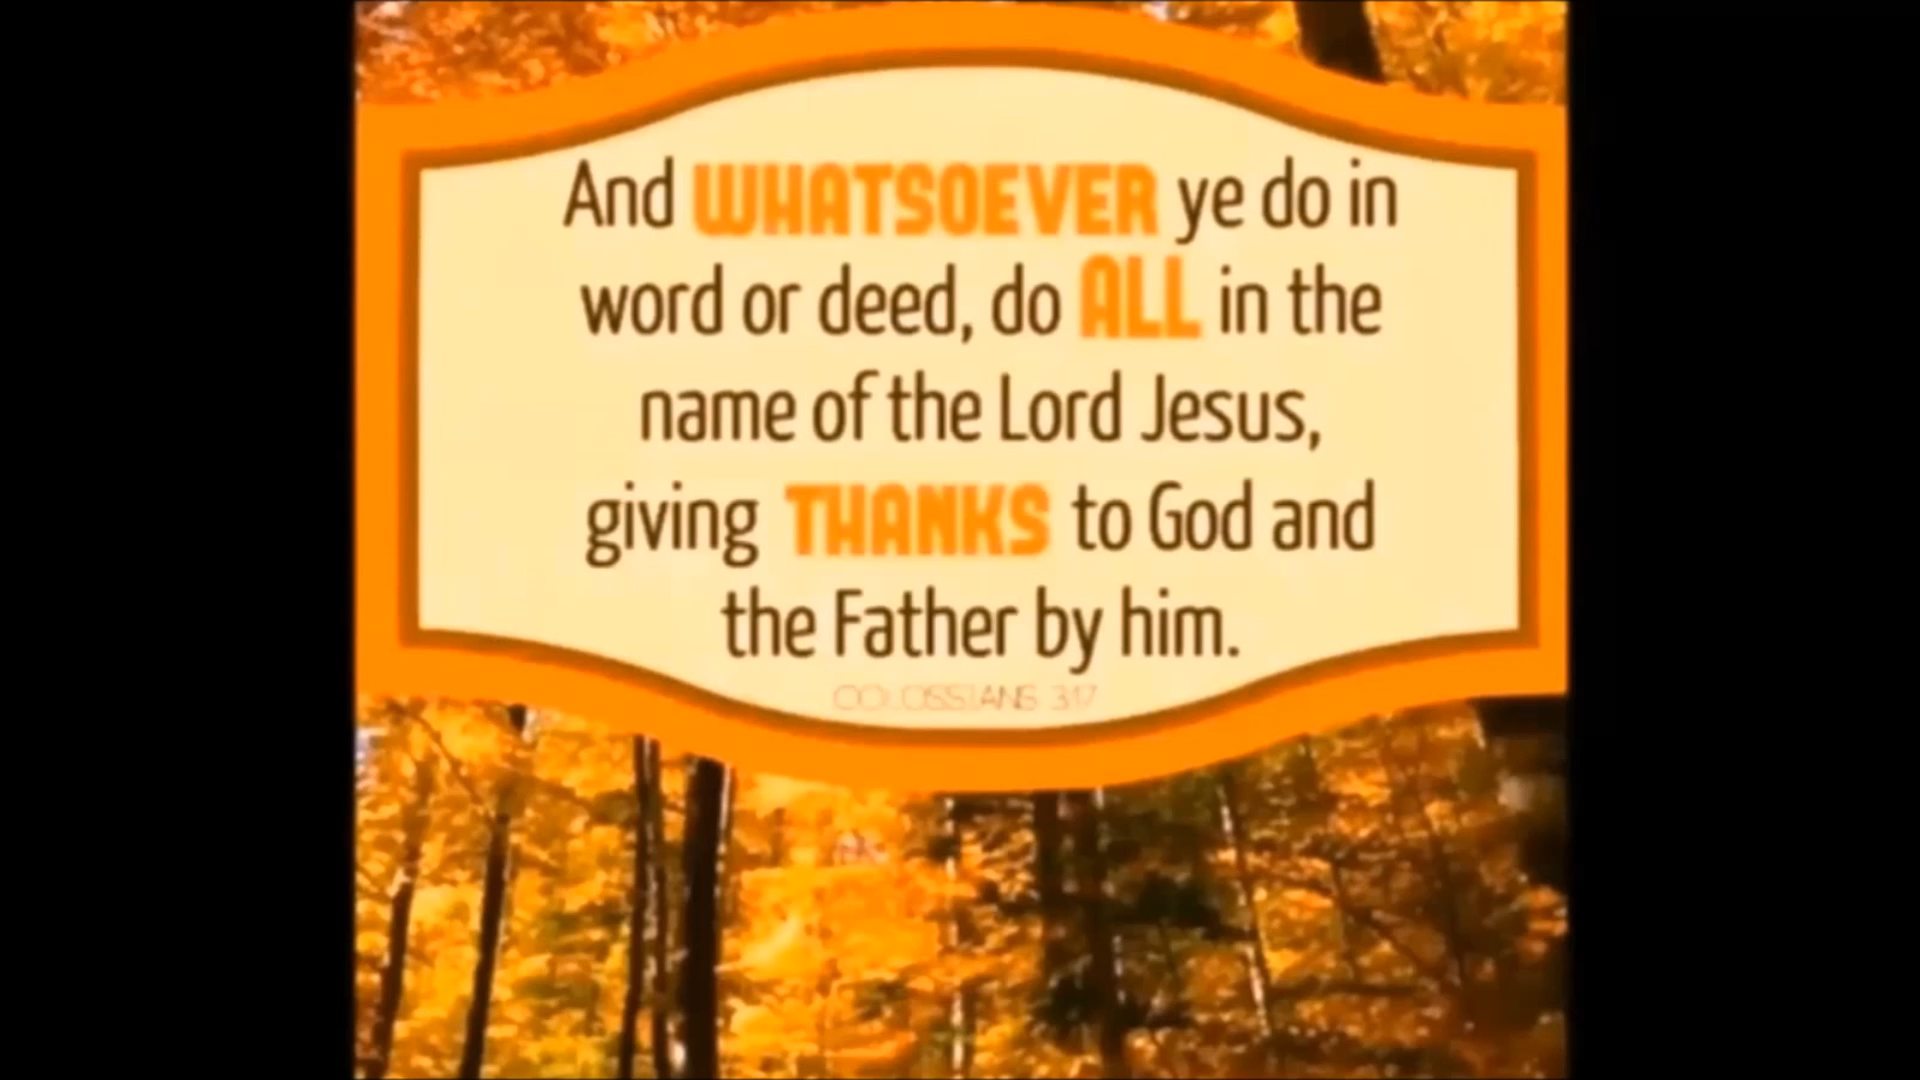 And WHATSOEVER ye do in
word or deed, do ALL in the
name of the Lord Jesus,
giving THANKS to God and
the Father by him.
COLOSSIANS 3:17